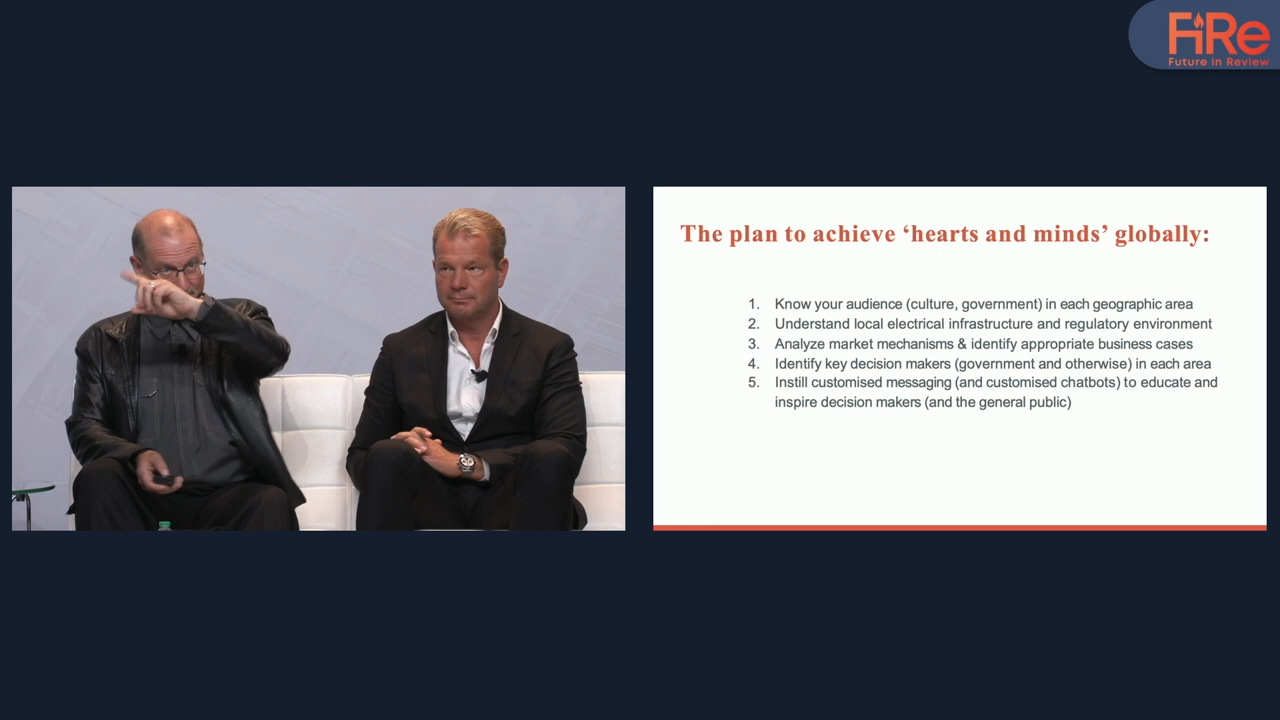 FiRe
Future in Review
The plan to achieve ‘hearts and minds’ globally:
1. Know your audience (culture, government) in each geographic area
2. Understand local electrical infrastructure and regulatory environment
3. Analyze market mechanisms & identify appropriate business cases
4. Identify key decision makers (government and otherwise) in each area
5. Instill customised messaging (and customised chatbots) to educate and
inspire decision makers (and the general public)